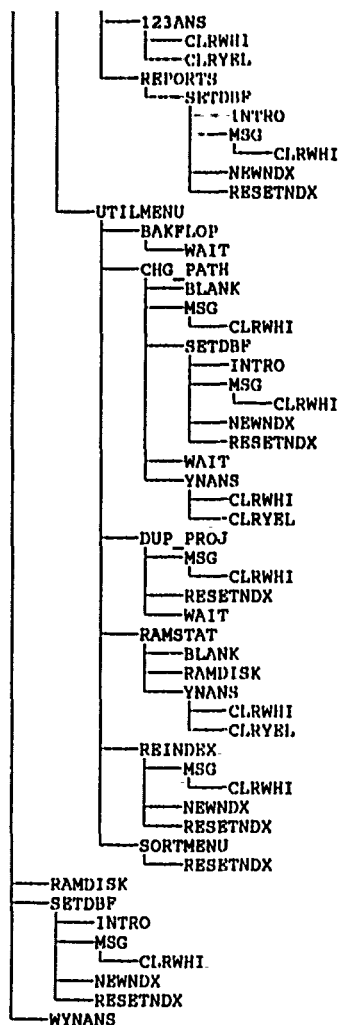 123ANS
CLRWHI
CLRYEL
REPORTS
SETDBF
INTRO
MSG
CLRWHI
NEWNDX
RESETNDX
UTILMENU
BAKFLOP
WAIT
CHG_PATH
BLANK
MSG
CLRWHI
SETDBF
INTRO
MSG
CLRWHI
NEWNDX
RESETNDX
WAIT
YNANS
CLRWHI
CLRYEL
DUP_PROJ
MSG
CLRWHI
RESETNDX
WAIT
RAMSTAT
BLANK
RAMDISK
YNANS
CLRWHI
CLRYEL
REINDEX
MSG
CLRWHI
NEWNDX
RESETNDX
SORTMENU
RESETNDX
RAMDISK
SETDBF
INTRO
MSG
CLRWHI
NEWNDX
RESETNDX
WYNANS